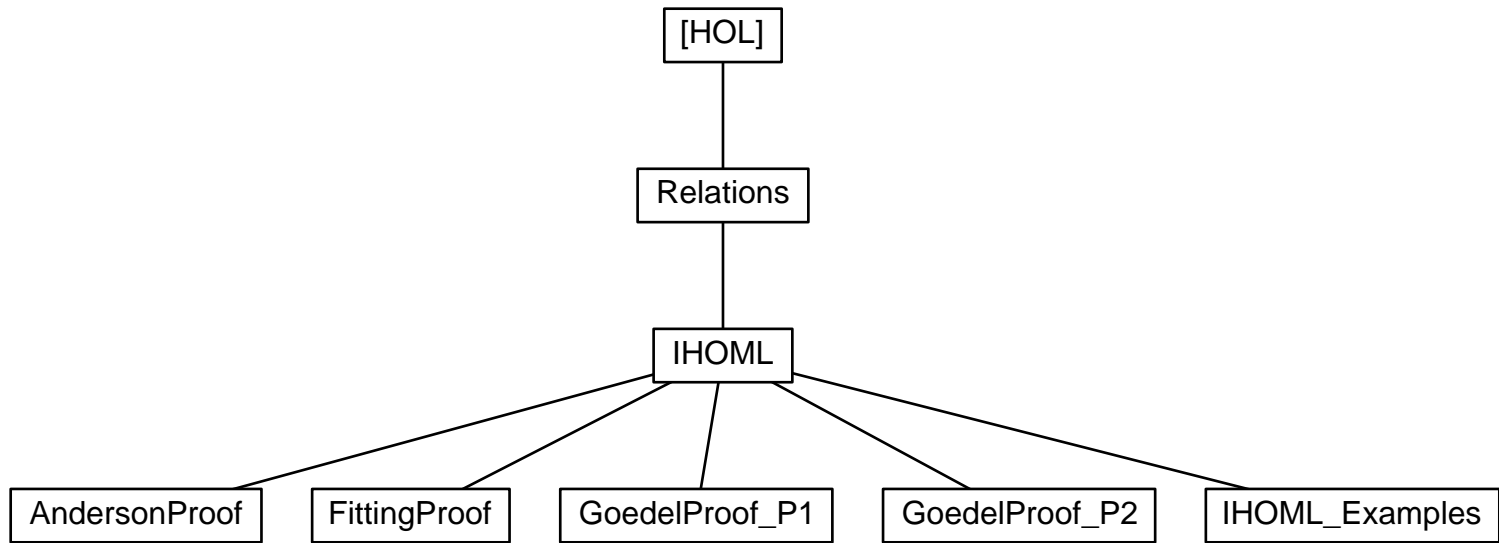 [HOL]
Relations
IHOML
AndersonProof
FittingProof
GoedelProof_P1
GoedelProof_P2
IHOML_Examples